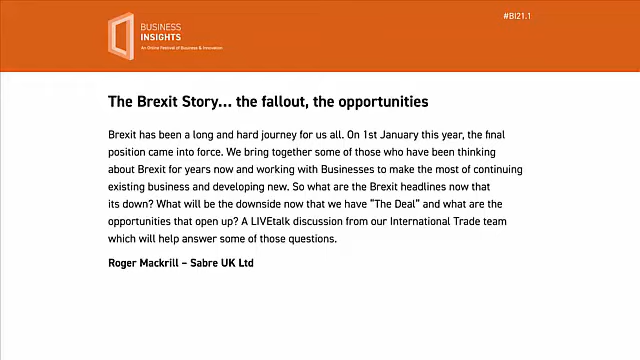 #BI21.1
BUSINESS
INSIGHTS
An Online Festival of Business & Innovation
The Brexit Story... the fallout, the opportunities
Brexit has been a long and hard journey for us all. On 1st January this year, the final
position came into force. We bring together some of those who have been thinking
about Brexit for years now and working with Businesses to make the most of continuing
existing business and developing new. So what are the Brexit headlines now that
its down? What will be the downside now that we have “The Deal” and what are the
opportunities that open up? A LIVEtalk discussion from our International Trade team
which will help answer some of those questions.
Roger Mackrill – Sabre UK Ltd